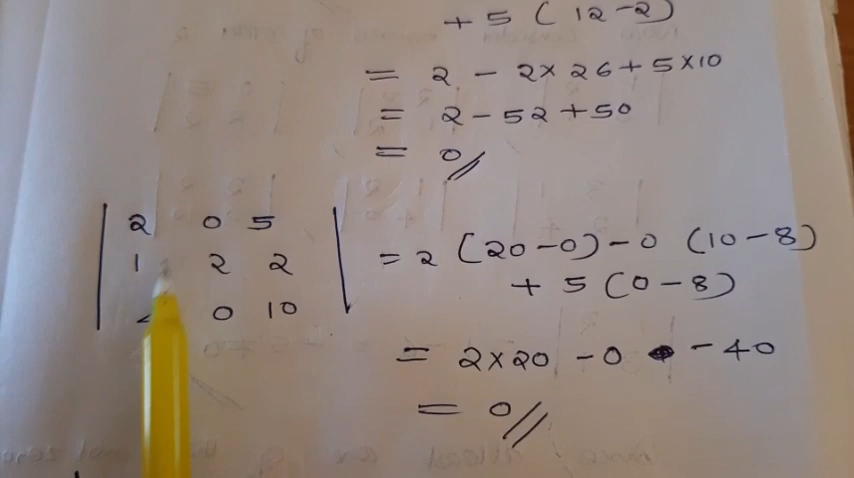 + 5 ( 12 - 2 )
= 2 - 2 × 26 + 5 × 10
= 2 - 52 + 50
= 0 //
2 0 5
1 2 2 = 2 (20 - 0) - 0 (10 - 8)
0 10 + 5 (0 - 8)
= 2 × 20 - 0 - 40
= 0 //